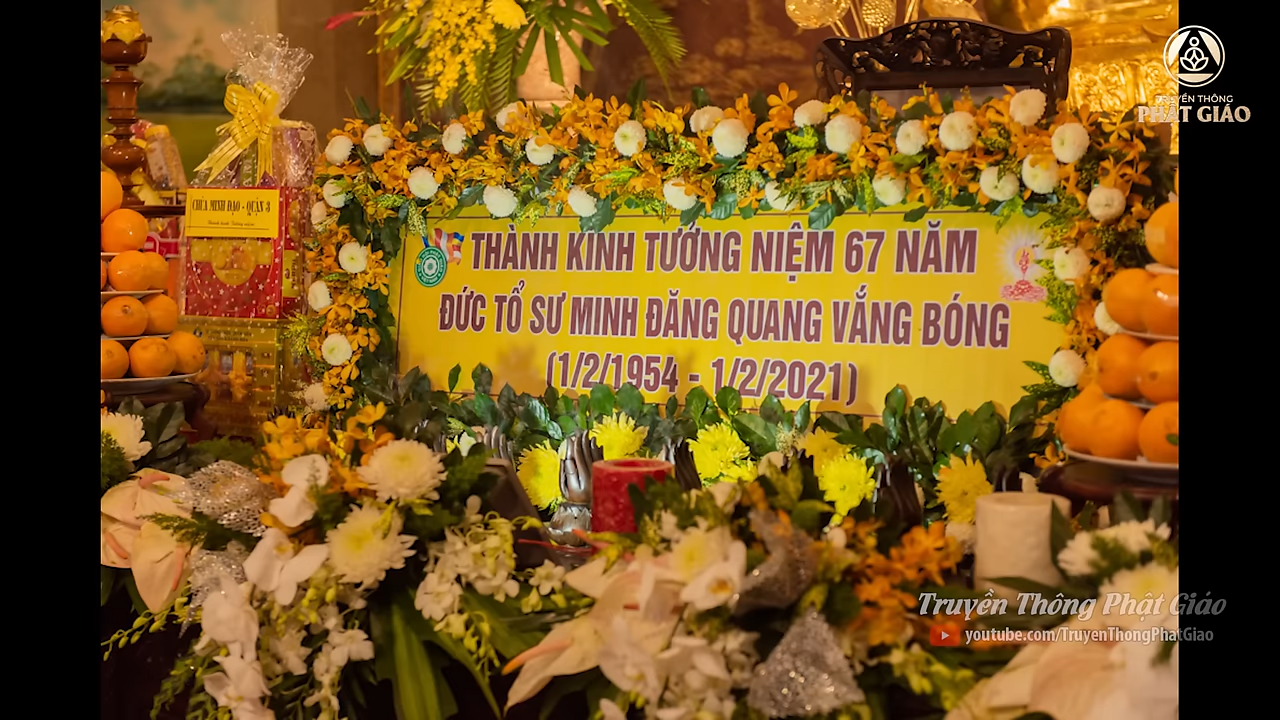 TRUYỀN THÔNG
PHẬT GIÁO
CHÙA MINH ĐẠO - QUẬN 3
THÀNH KÍNH TƯỞNG NIỆM 67 NĂM
ĐỨC TỔ SƯ MINH ĐĂNG QUANG VẮNG BÓNG
(1/2/1954 - 1/2/2021)
Truyền Thông Phật Giáo
youtube.com/TruyenThongPhatGiao